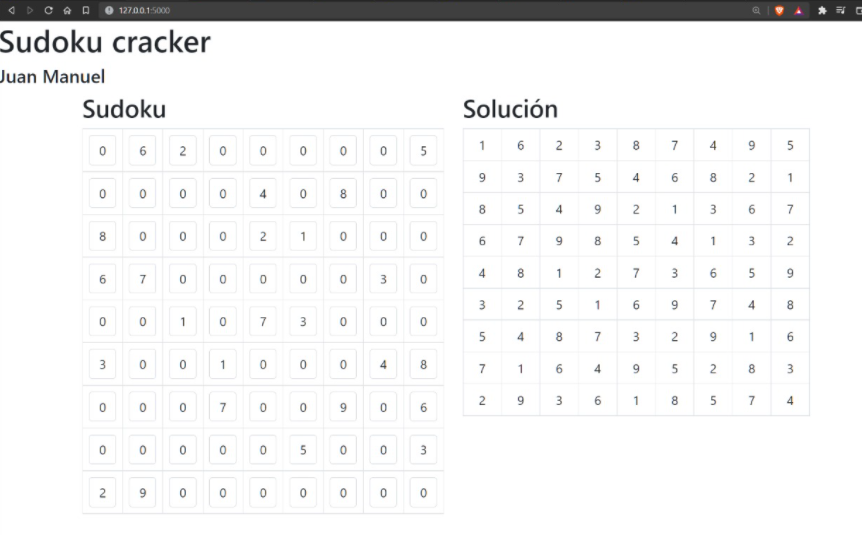 127.0.0.1:5000
Sudoku cracker
Juan Manuel
Sudoku
0 6 2 0 0 0 0 0 5
0 0 0 0 4 0 8 0 0
8 0 0 0 2 1 0 0 0
6 7 0 0 0 0 0 3 0
0 0 1 0 7 3 0 0 0
3 0 0 1 0 0 0 4 8
0 0 0 7 0 0 9 0 6
0 0 0 0 0 5 0 0 3
2 9 0 0 0 0 0 0 0
Solución
1 6 2 3 8 7 4 9 5
9 3 7 5 4 6 8 2 1
8 5 4 9 2 1 3 6 7
6 7 9 8 5 4 1 3 2
4 8 1 2 7 3 6 5 9
3 2 5 1 6 9 7 4 8
5 4 8 7 3 2 9 1 6
7 1 6 4 9 5 2 8 3
2 9 3 6 1 8 5 7 4